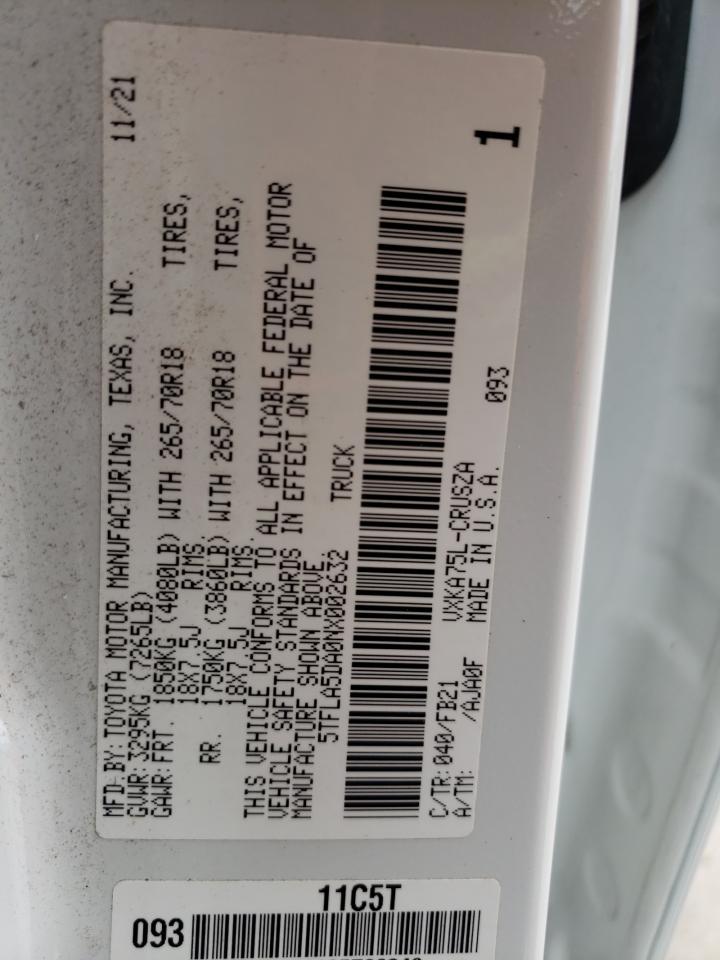 MFD.BY:TOYOTA MOTOR MANUFACTURING, TEXAS, INC. 11/21
GVWR:3295KG (7265LB)
GAWR:FRT. 1850KG (4080LB) WITH 265/70R18 TIRES,
18X7.5J RIMS.
RR. 1750KG (3860LB) WITH 265/70R18 TIRES,
18X7.5J RIMS.
THIS VEHICLE CONFORMS TO ALL APPLICABLE FEDERAL MOTOR
VEHICLE SAFETY STANDARDS IN EFFECT ON THE DATE OF
MANUFACTURE SHOWN ABOVE.
5TFLA5DA0NX002632 TRUCK
1
C/TR:040/FB21 VXKA75L-CRUSZA 093
A/TM: /AJA0F MADE IN U.S.A.
11C5T
093